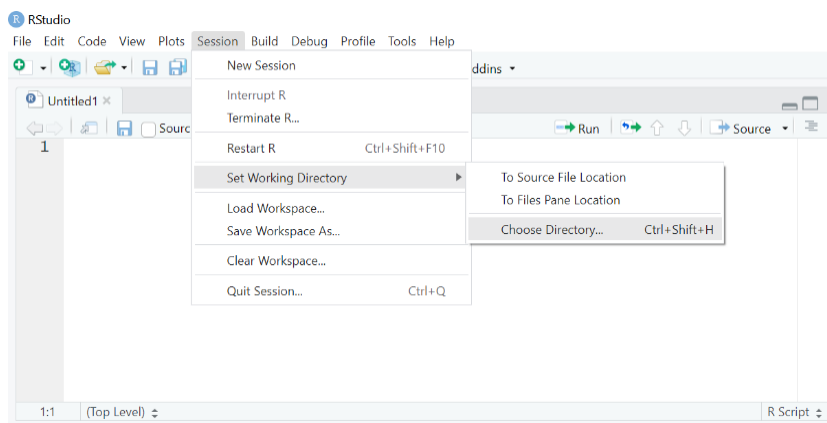 R RStudio
File Edit Code View Plots Session Build Debug Profile Tools Help
R ddins
R Untitled1
Sourc Run Source
1
New Session
Interrupt R
Terminate R...
Restart R Ctrl+Shift+F10
Set Working Directory
To Source File Location
To Files Pane Location
Choose Directory... Ctrl+Shift+H
Load Workspace...
Save Workspace As...
Clear Workspace...
Quit Session... Ctrl+Q
1:1 (Top Level) R Script